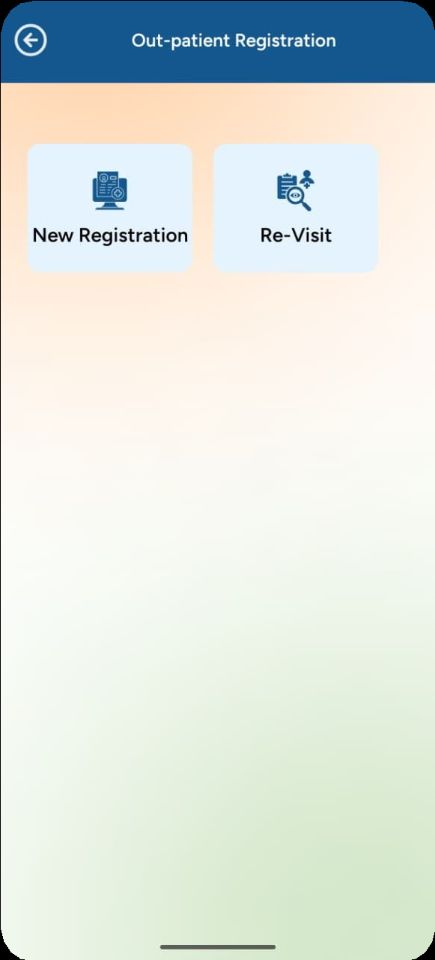 Out-patient Registration
New Registration
Re-Visit